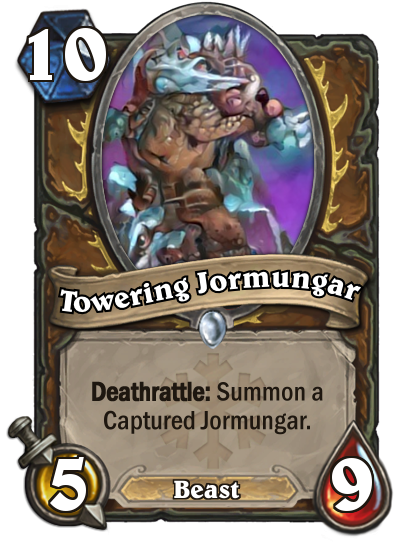 10
Towering Jormungar
Deathrattle: Summon a
Captured Jormungar.
5
Beast
9